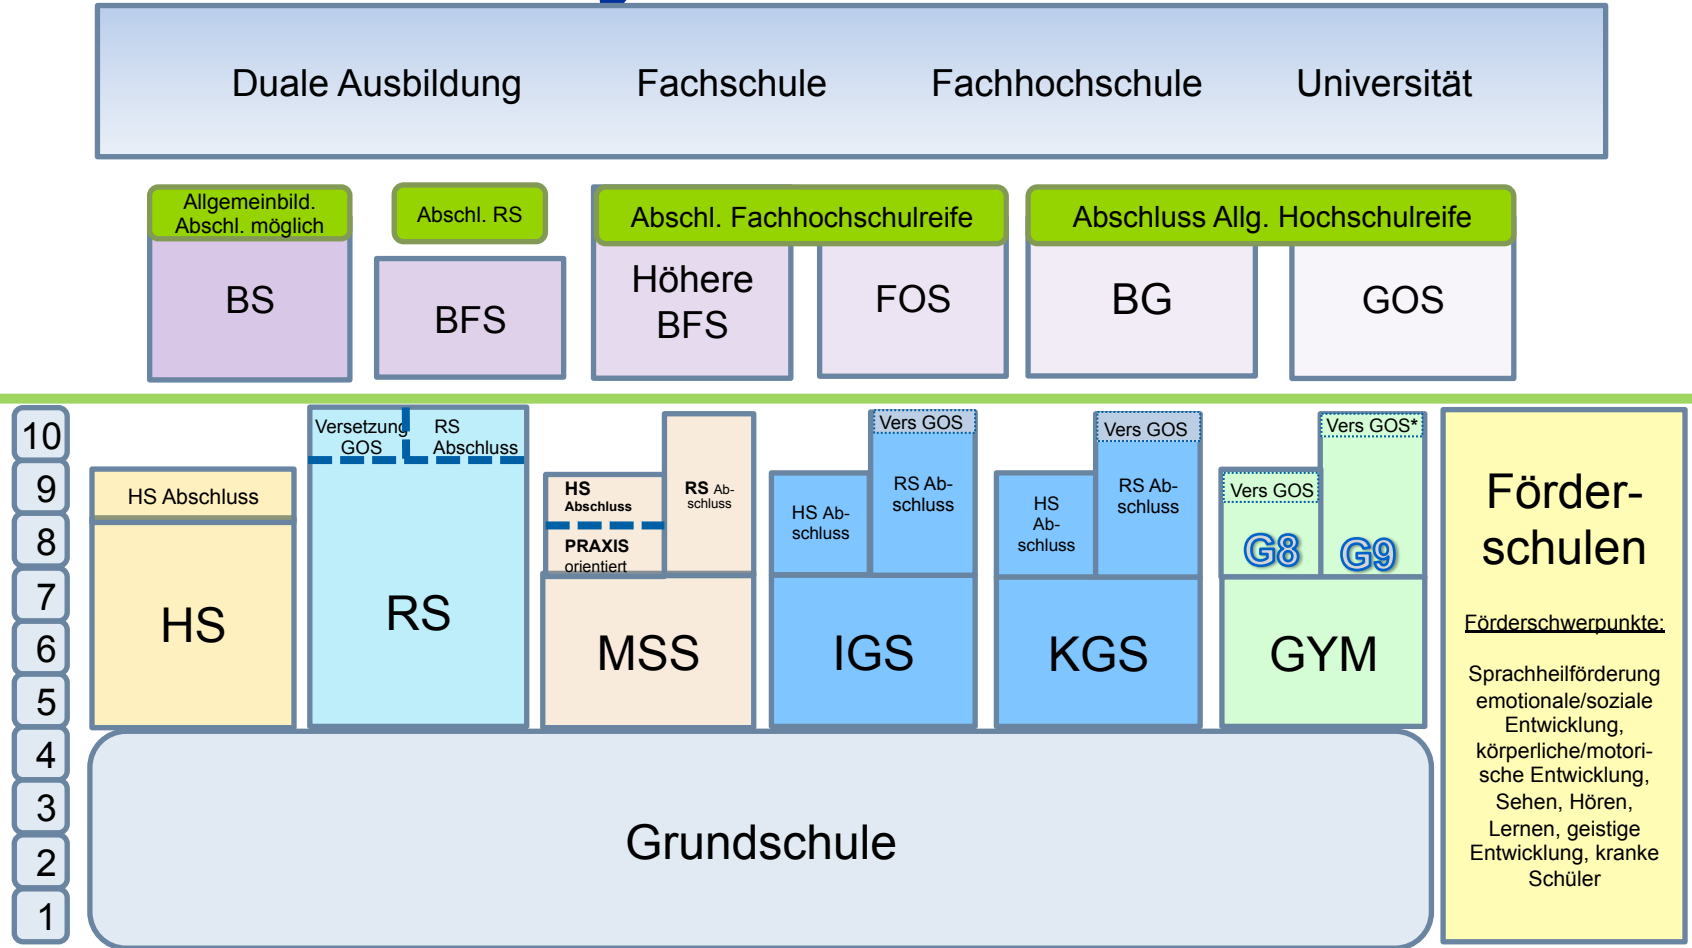 Duale Ausbildung Fachschule Fachhochschule Universität
Allgemeinbild.
Abschl. möglich
BS
Abschl. RS
BFS
Abschl. Fachhochschulreife
Höhere
BFS
FOS
Abschluss Allg. Hochschulreife
BG
GOS
10
9
8
7
6
5
4
3
2
1
HS Abschluss
HS
Versetzung
GOS
RS
Abschluss
RS
HS
Abschluss
PRAXIS
orientiert
RS Ab-
schluss
MSS
HS Ab-
schluss
Vers GOS
RS Ab-
schluss
IGS
HS
Ab-
schluss
Vers GOS
RS Ab-
schluss
KGS
Vers GOS
G8
Vers GOS*
G9
GYM
Grundschule
Förder-
schulen
Förderschwerpunkte:
Sprachheilförderung
emotionale/soziale
Entwicklung,
körperliche/motori-
sche Entwicklung,
Sehen, Hören,
Lernen, geistige
Entwicklung, kranke
Schüler